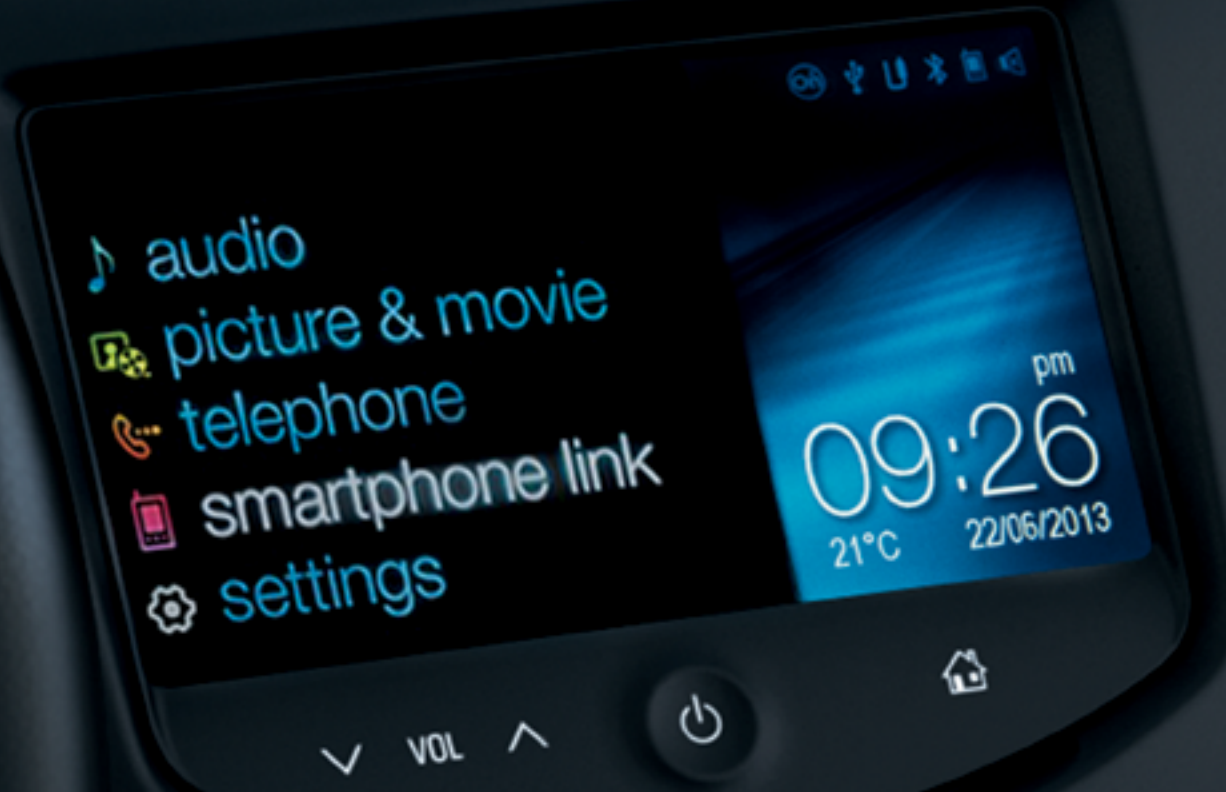 audio
picture & movie
telephone
smartphone link
settings
pm
09:26
21°C 22/06/2013
VOL